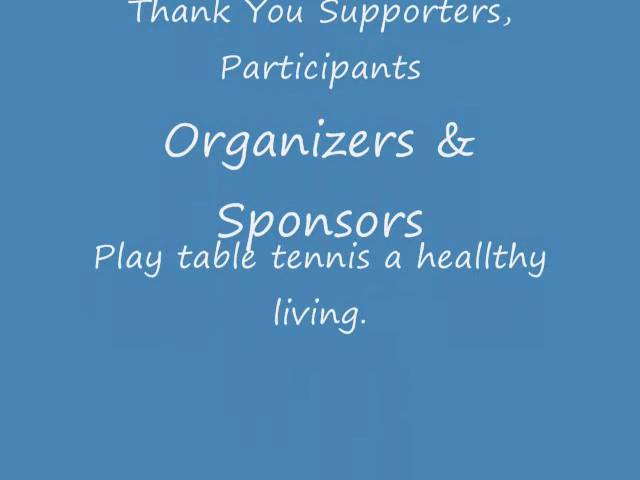 Thank You Supporters,
Participants
Organizers &
Sponsors
Play table tennis a heallthy
living.